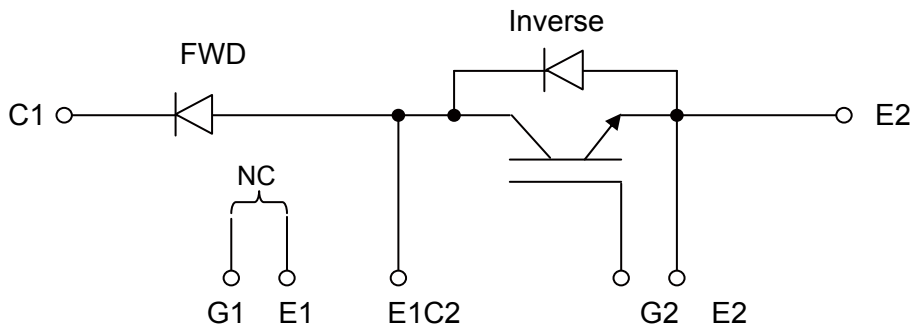 Inverse
FWD
C1
E2
NC
G1 E1 E1C2 G2 E2